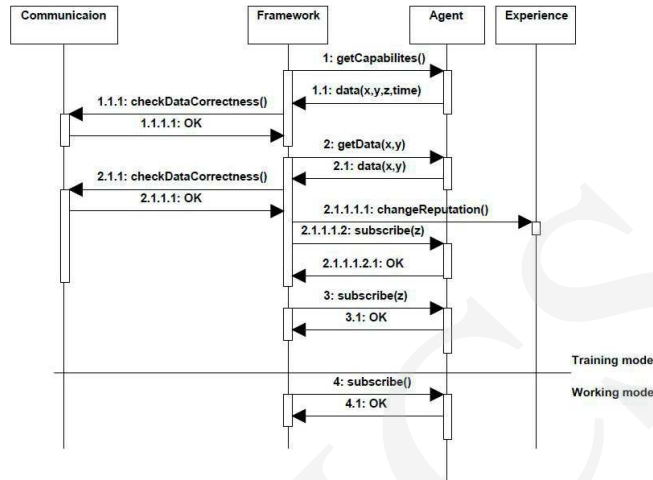 Communicaion
Framework
Agent
Experience
1: getCapabilites()
1.1: data(x,y,z,time)
1.1.1: checkDataCorrectness()
1.1.1.1: OK
2: getData(x,y)
2.1: data(x,y)
2.1.1: checkDataCorrectness()
2.1.1.1: OK
2.1.1.1.1: changeReputation()
2.1.1.1.2: subscribe(z)
2.1.1.1.2.1: OK
3: subscribe(z)
3.1: OK
Training mode
4: subscribe()
Working mode
4.1: OK